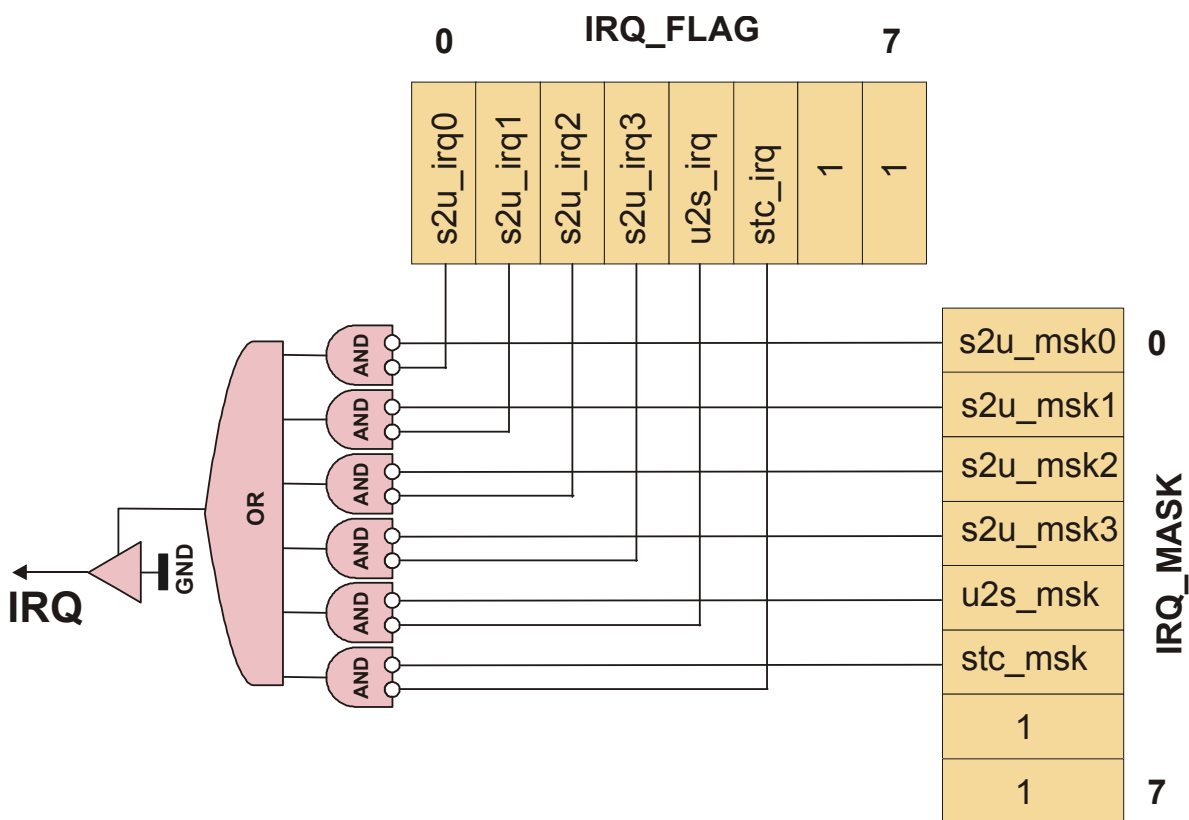 IRQ_FLAG
0
7
s2u_irq0
s2u_irq1
s2u_irq2
s2u_irq3
u2s_irq
stc_irq
1
1
AND
AND
AND
AND
AND
AND
OR
GND
IRQ
s2u_msk0
0
s2u_msk1
s2u_msk2
s2u_msk3
u2s_msk
stc_msk
1
1
7
IRQ_MASK